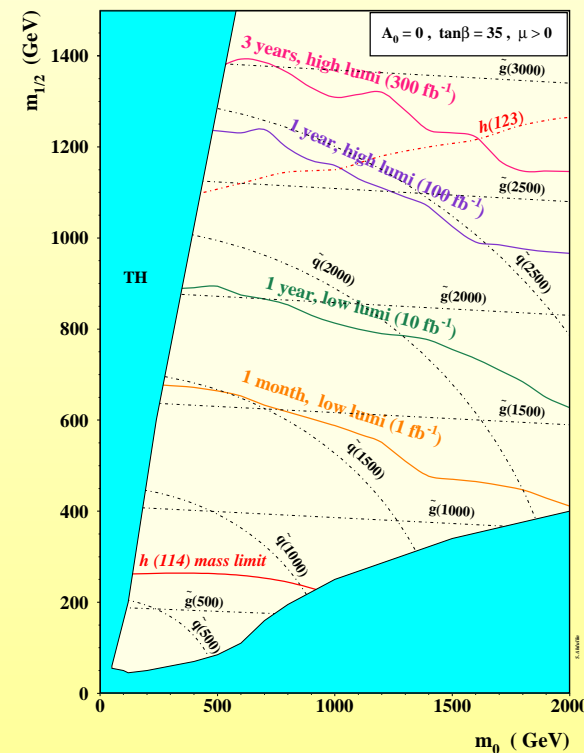 A₀ = 0 , tanβ = 35 , μ > 0
m₁/₂ (GeV)
1400
1200
1000
800
600
400
200
0
3 years, high lumi (300 fb⁻¹)
g̃(3000)
h(123)
1 year, high lumi (100 fb⁻¹)
g̃(2500)
q̃(2500)
TH
q̃(2000)
g̃(2000)
1 year, low lumi (10 fb⁻¹)
1 month, low lumi (1 fb⁻¹)
g̃(1500)
q̃(1500)
g̃(1000)
q̃(1000)
h (114) mass limit
g̃(500)
q̃(500)
0
500
1000
1500
2000
m₀ ( GeV)